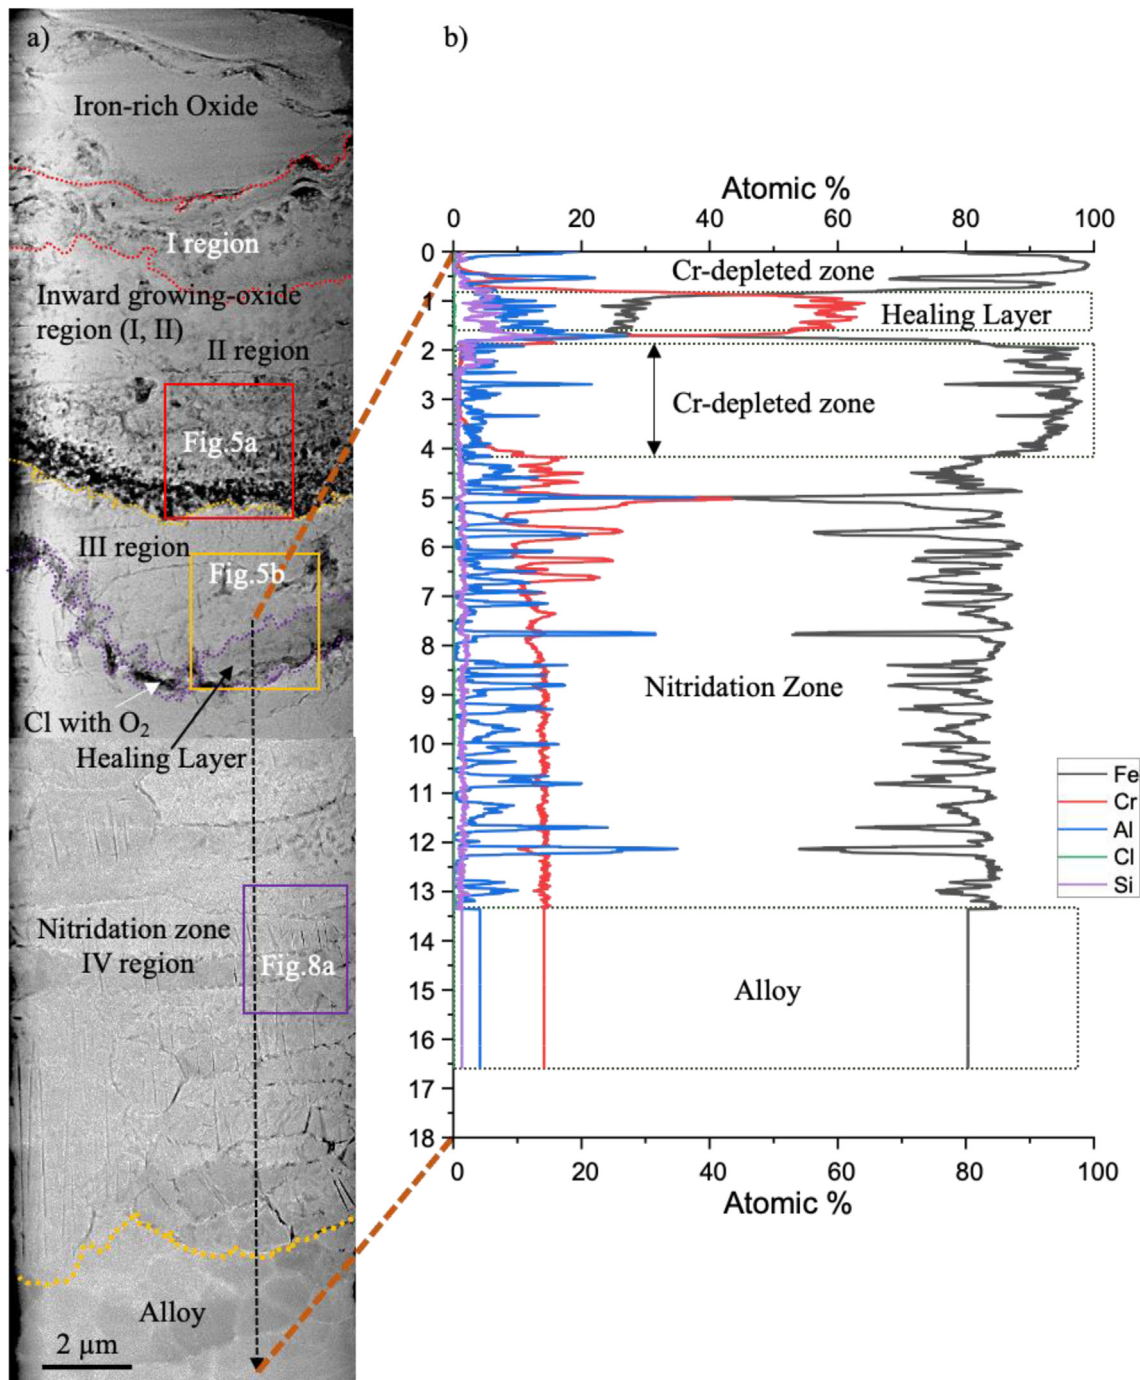 a)
Iron-rich Oxide
I region
Inward growing-oxide
region (I, II)
II region
Fig.5a
III region
Fig.5b
Cl with O₂
Healing Layer
Nitridation zone
IV region
Fig.8a
Alloy
2 µm
b)
Atomic %
0 20 40 60 80 100
0
1
2
3
4
5
6
7
8
9
10
11
12
13
14
15
16
17
18
Cr-depleted zone
Healing Layer
Cr-depleted zone
Nitridation Zone
Alloy
Fe
Cr
Al
Cl
Si
0 20 40 60 80 100
Atomic %